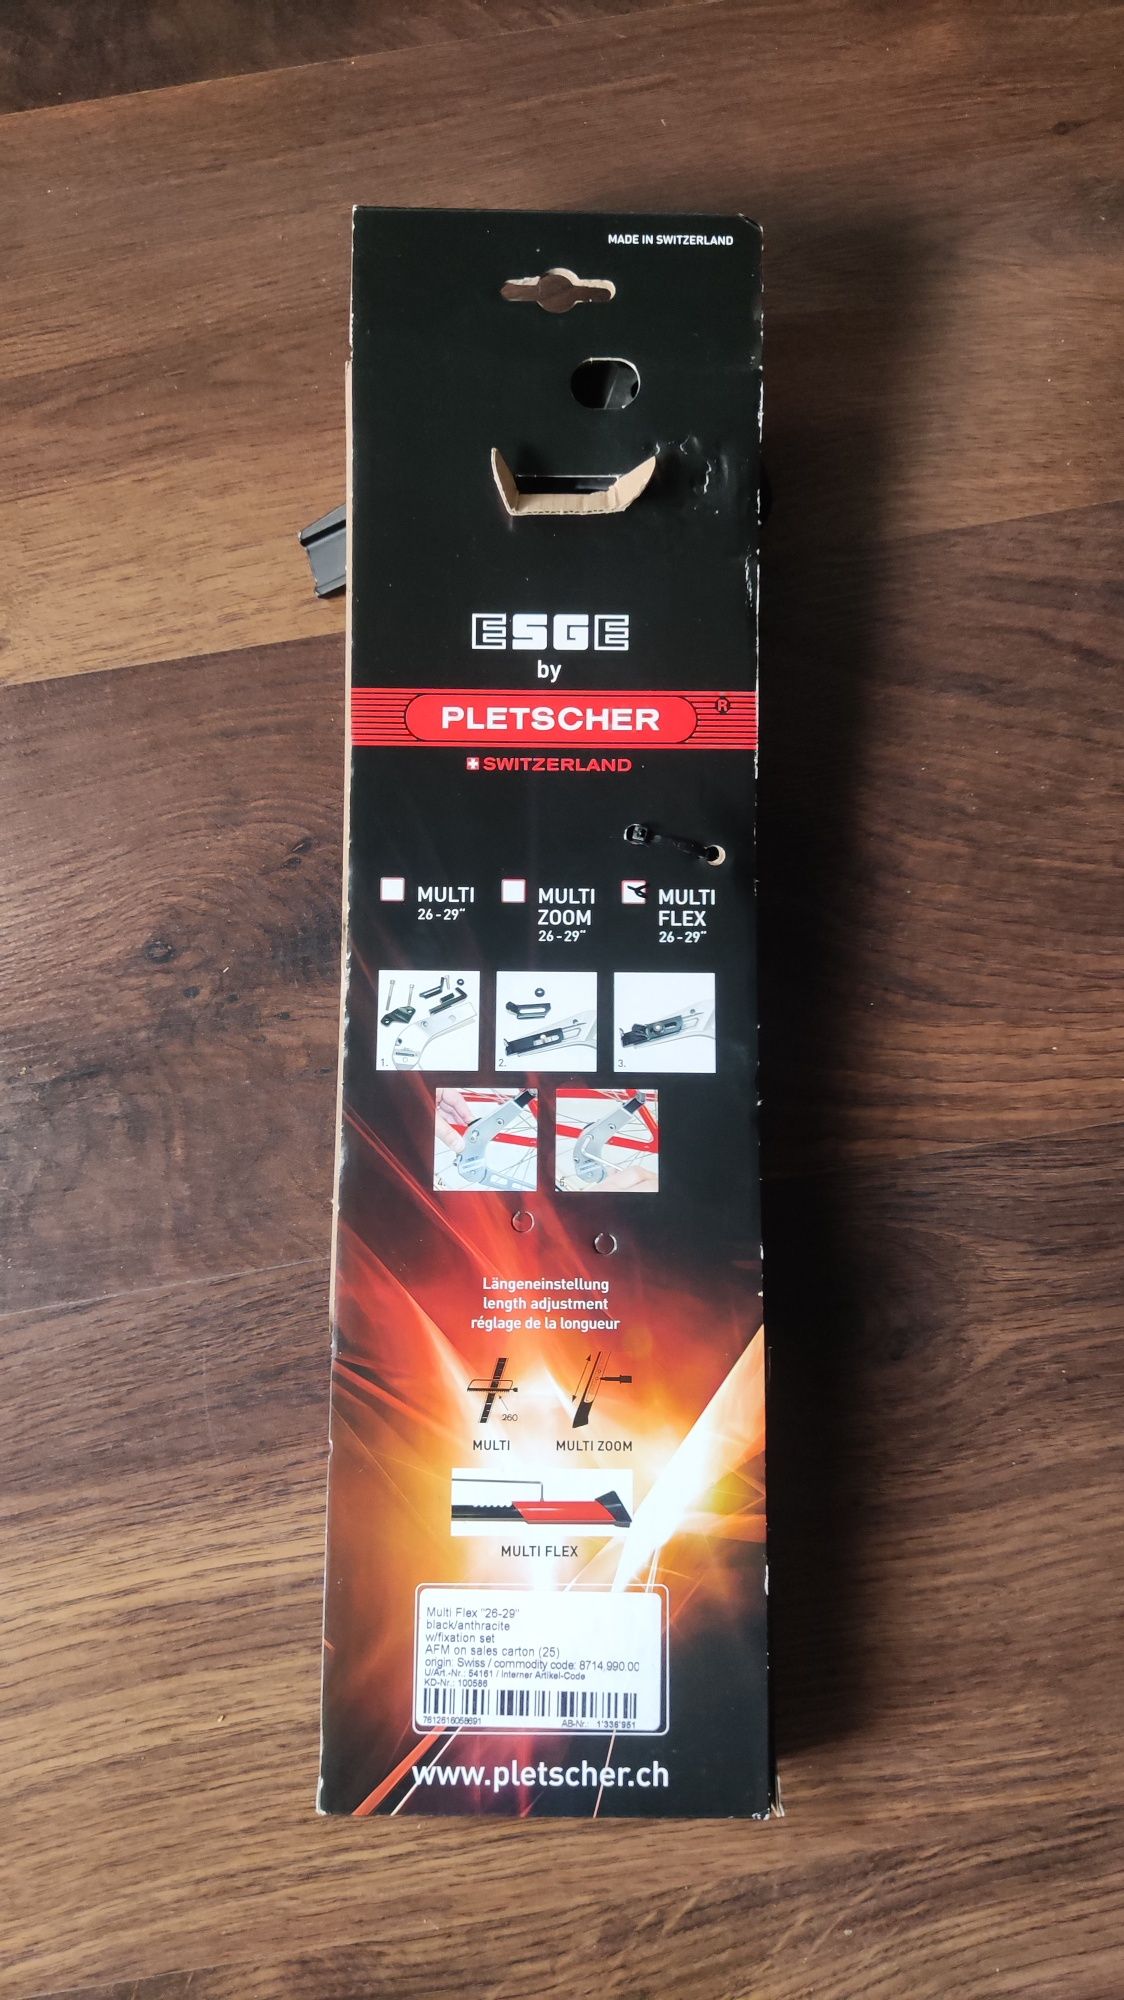 MADE IN SWITZERLAND
ESGE
by
PLETSCHER ®
SWITZERLAND
MULTI
26-29"
MULTI
ZOOM
26-29"
MULTI
FLEX
26-29"
1.
2.
3.
4.
5.
Längeneinstellung
length adjustment
réglage de la longueur
260
MULTI
MULTI ZOOM
MULTI FLEX
Multi Flex "26-29"
black/anthracite
w/fixation set
AFM on sales carton (25)
origin: Swiss / commodity code: 8714.990.00
U/Art.-Nr.: 54161 / Interner Artikel-Code
KD-Nr.: 100586
7612616058691 AB-Nr.: 1'336'951
www.pletscher.ch